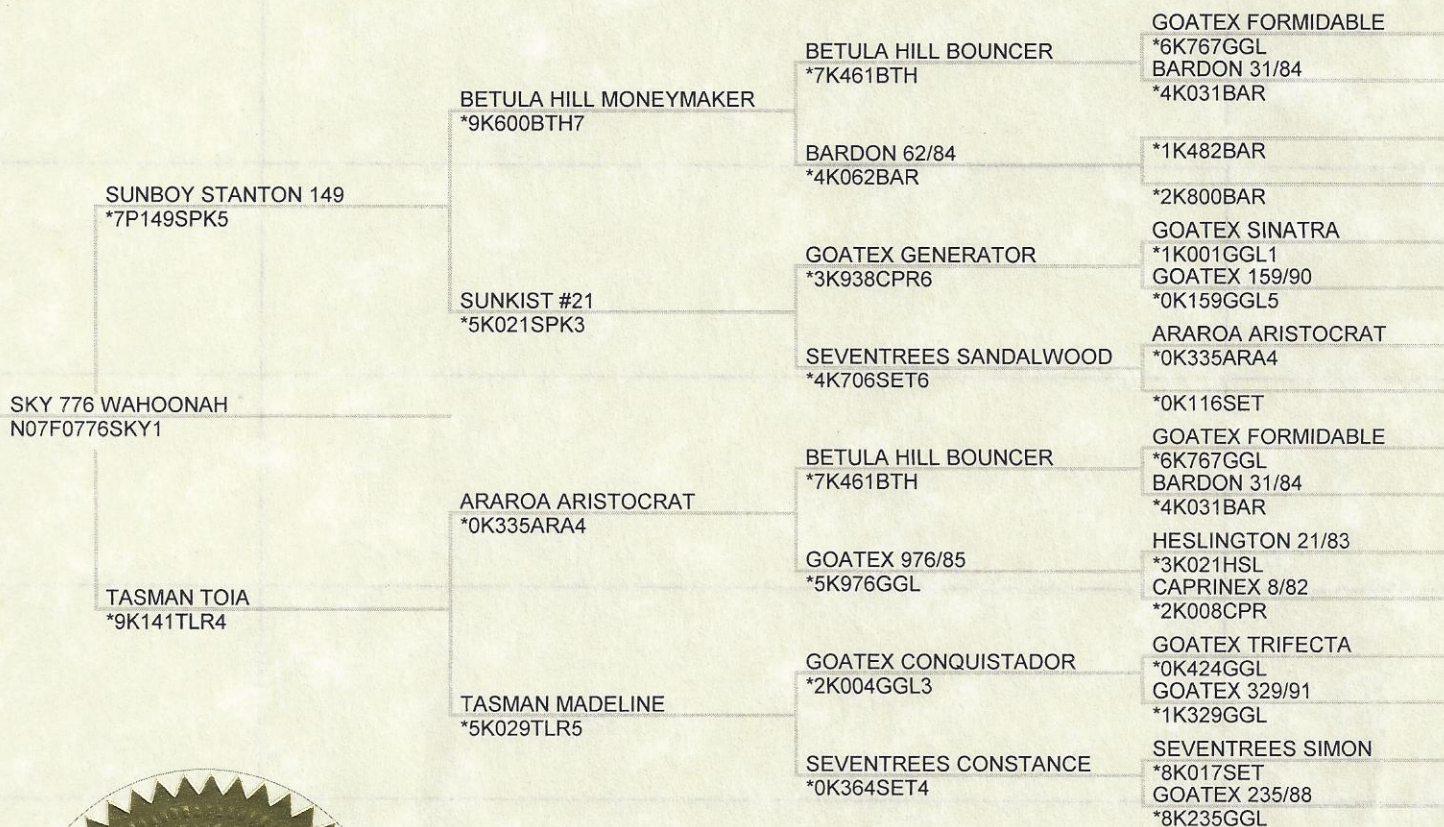 SKY 776 WAHOONAH
N07F0776SKY1
SUNBOY STANTON 149
*7P149SPK5
TASMAN TOIA
*9K141TLR4
BETULA HILL MONEYMAKER
*9K600BTH7
SUNKIST #21
*5K021SPK3
ARAROA ARISTOCRAT
*0K335ARA4
TASMAN MADELINE
*5K029TLR5
BETULA HILL BOUNCER
*7K461BTH
BARDON 62/84
*4K062BAR
GOATEX GENERATOR
*3K938CPR6
SEVENTREES SANDALWOOD
*4K706SET6
BETULA HILL BOUNCER
*7K461BTH
GOATEX 976/85
*5K976GGL
GOATEX CONQUISTADOR
*2K004GGL3
SEVENTREES CONSTANCE
*0K364SET4
GOATEX FORMIDABLE
*6K767GGL
BARDON 31/84
*4K031BAR
*1K482BAR
*2K800BAR
GOATEX SINATRA
*1K001GGL1
GOATEX 159/90
*0K159GGL5
ARAROA ARISTOCRAT
*0K335ARA4
*0K116SET
GOATEX FORMIDABLE
*6K767GGL
BARDON 31/84
*4K031BAR
HESLINGTON 21/83
*3K021HSL
CAPRINEX 8/82
*2K008CPR
GOATEX TRIFECTA
*0K424GGL
GOATEX 329/91
*1K329GGL
SEVENTREES SIMON
*8K017SET
GOATEX 235/88
*8K235GGL